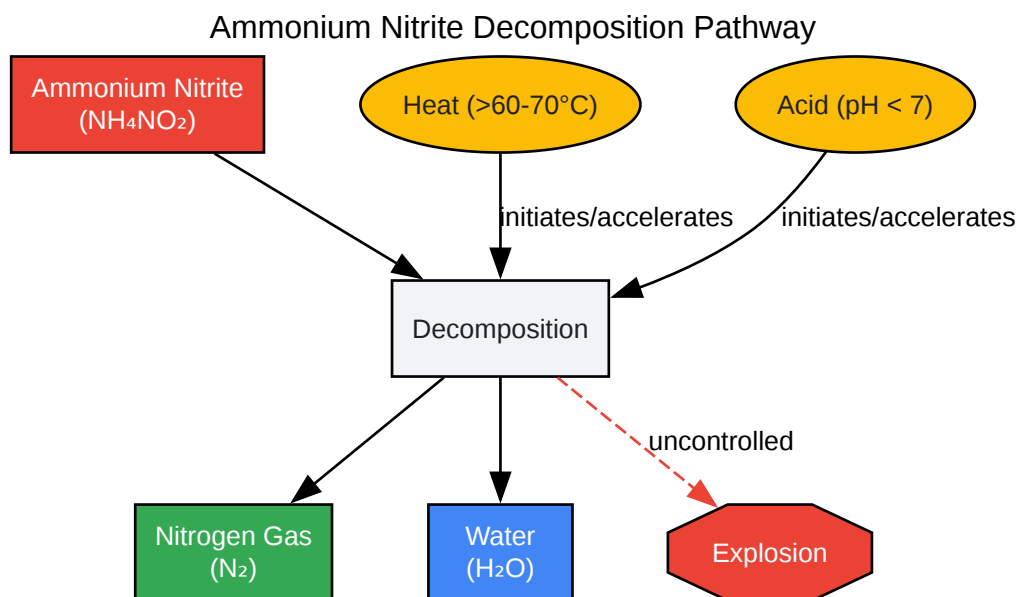 Ammonium Nitrite Decomposition Pathway
Ammonium Nitrite
(NH₄NO₂)
Heat (>60-70°C)
Acid (pH < 7)
initiates/accelerates
initiates/accelerates
Decomposition
uncontrolled
Nitrogen Gas
(N₂)
Water
(H₂O)
Explosion